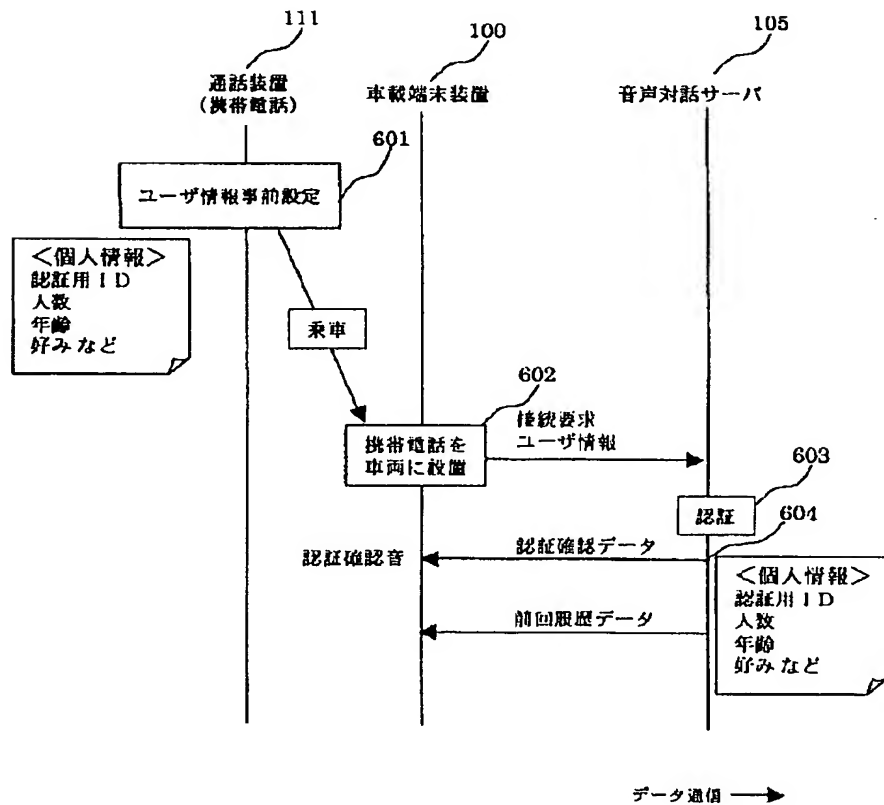 111
100
105
通話装置
(携帯電話)
車載端末装置
音声対話サーバ
601
ユーザ情報事前設定
＜個人情報＞
認証用ID
人数
年齢
好みなど
乗車
602
携帯電話を
車両に設置
接続要求
ユーザ情報
603
認証
604
認証確認音
認証確認データ
＜個人情報＞
認証用ID
人数
年齢
好みなど
前回履歴データ
データ通信